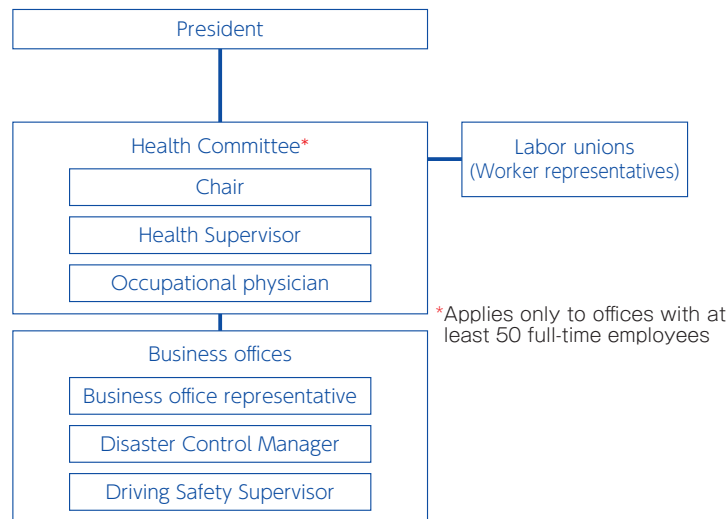 President
Health Committee*
Chair
Health Supervisor
Occupational physician
Labor unions
(Worker representatives)
*Applies only to offices with at
least 50 full-time employees
Business offices
Business office representative
Disaster Control Manager
Driving Safety Supervisor